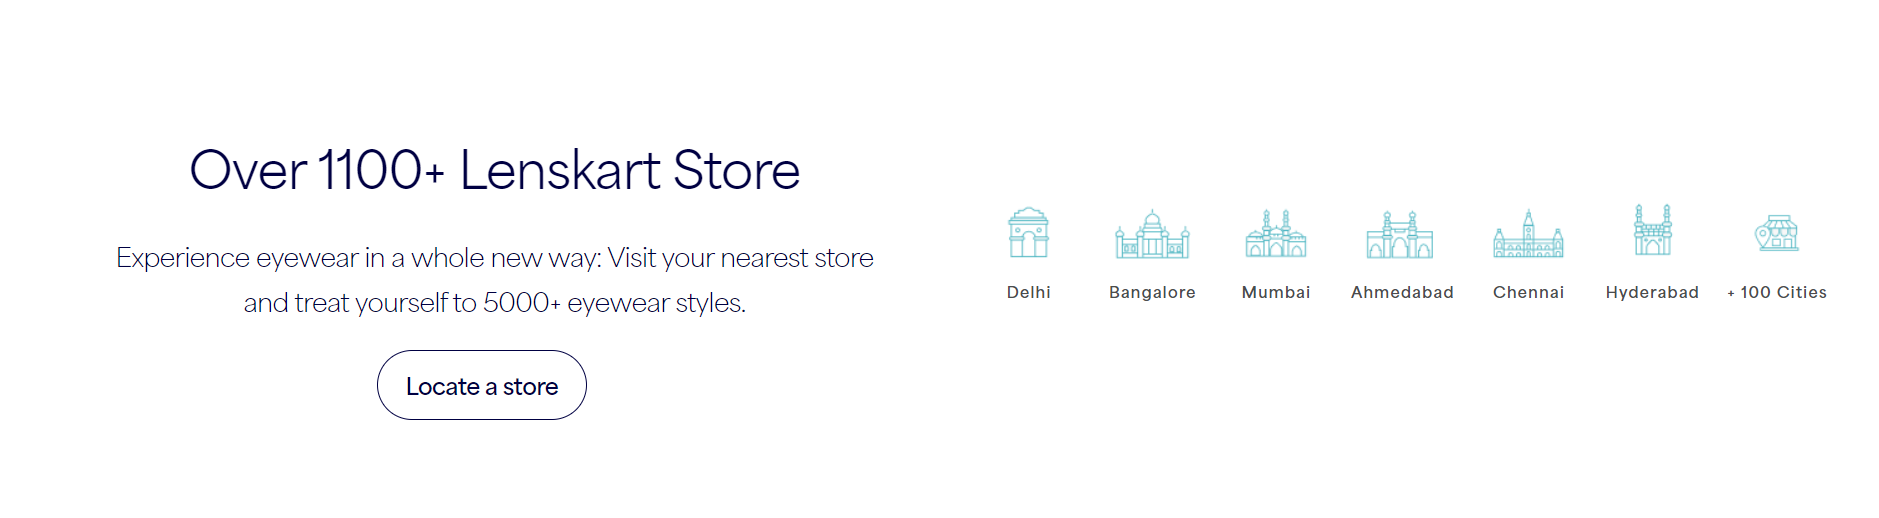 Over 1100+ Lenskart Store
Experience eyewear in a whole new way: Visit your nearest store
and treat yourself to 5000+ eyewear styles.
Locate a store
Delhi
Bangalore
Mumbai
Ahmedabad
Chennai
Hyderabad
+ 100 Cities